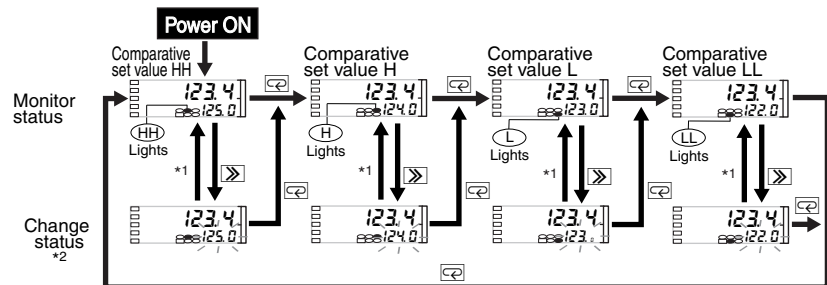 Power ON
Comparative
set value HH
Comparative
set value H
Comparative
set value L
Comparative
set value LL
Monitor
status
123.4
125.0
123.4
124.0
123.4
123.0
123.4
122.0
HH
Lights
H
Lights
L
Lights
LL
Lights
*1
*1
*1
*1
Change
status
*2
123.4
125.0
123.4
124.0
123.4
123.
123.4
122.0